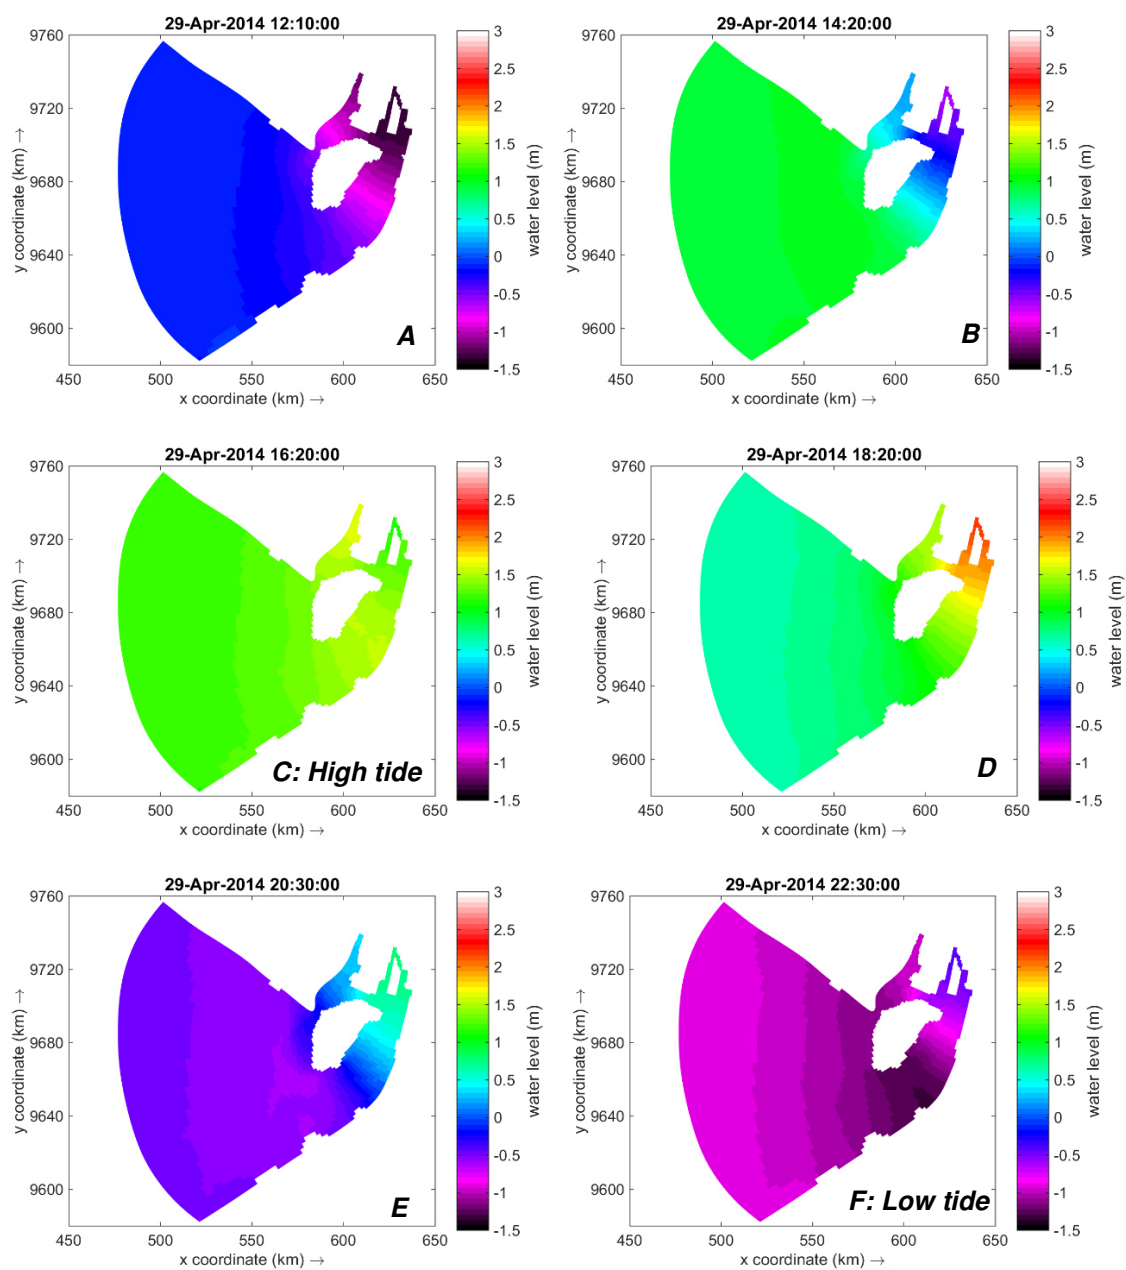 29-Apr-2014 12:10:00
9760
9720
9680
9640
9600
450 500 550 600 650
x coordinate (km) →
y coordinate (km) →
3
2.5
2
1.5
1
0.5
0
-0.5
-1
-1.5
water level (m)
A
29-Apr-2014 14:20:00
9760
9720
9680
9640
9600
450 500 550 600 650
x coordinate (km) →
y coordinate (km) →
3
2.5
2
1.5
1
0.5
0
-0.5
-1
-1.5
water level (m)
B
29-Apr-2014 16:20:00
9760
9720
9680
9640
9600
450 500 550 600 650
x coordinate (km) →
y coordinate (km) →
3
2.5
2
1.5
1
0.5
0
-0.5
-1
-1.5
water level (m)
C: High tide
29-Apr-2014 18:20:00
9760
9720
9680
9640
9600
450 500 550 600 650
x coordinate (km) →
y coordinate (km) →
3
2.5
2
1.5
1
0.5
0
-0.5
-1
-1.5
water level (m)
D
29-Apr-2014 20:30:00
9760
9720
9680
9640
9600
450 500 550 600 650
x coordinate (km) →
y coordinate (km) →
3
2.5
2
1.5
1
0.5
0
-0.5
-1
-1.5
water level (m)
E
29-Apr-2014 22:30:00
9760
9720
9680
9640
9600
450 500 550 600 650
x coordinate (km) →
y coordinate (km) →
3
2.5
2
1.5
1
0.5
0
-0.5
-1
-1.5
water level (m)
F: Low tide